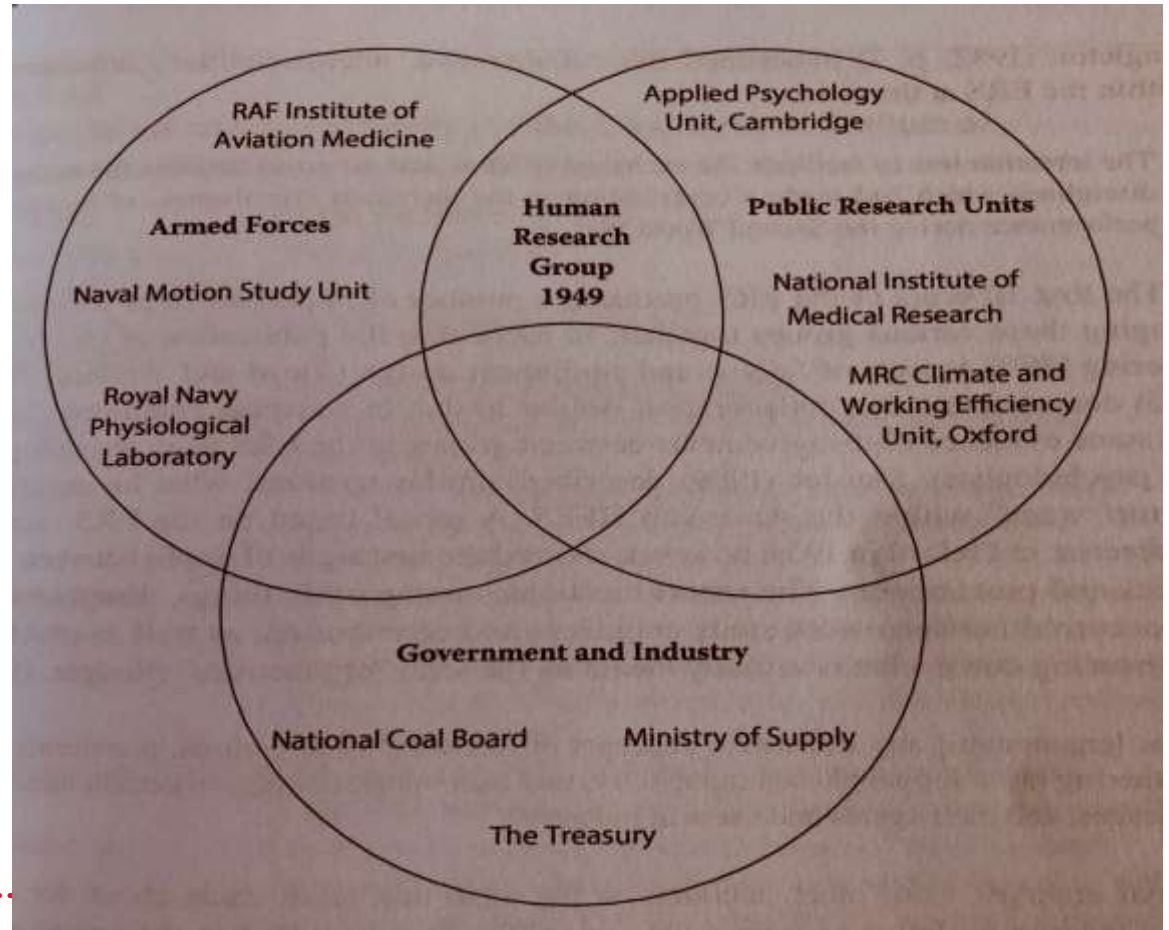 RAF Institute of
Aviation Medicine
Applied Psychology
Unit, Cambridge
Armed Forces
Human
Research
Group
1949
Public Research Units
Naval Motion Study Unit
National Institute of
Medical Research
Royal Navy
Physiological
Laboratory
MRC Climate and
Working Efficiency
Unit, Oxford
Government and Industry
National Coal Board
Ministry of Supply
The Treasury